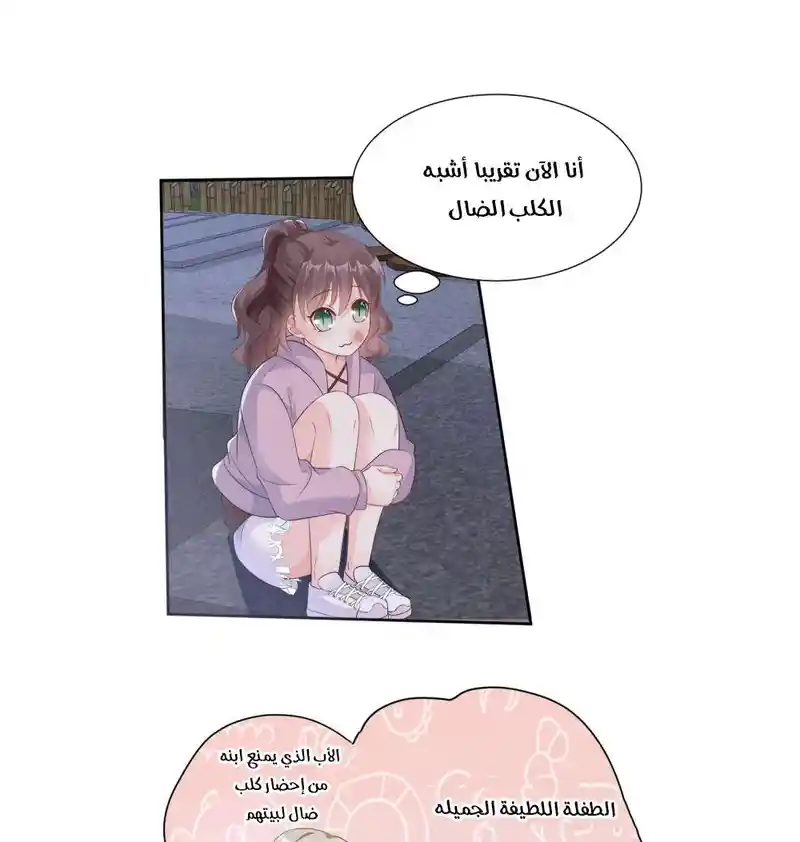 أنا الآن تقريبا أشبه
الكلب الضال
الطفلة اللطيفة الجميله
الأب الذي يمنع ابنه
من إحضار كلب
ضال لبيتهم